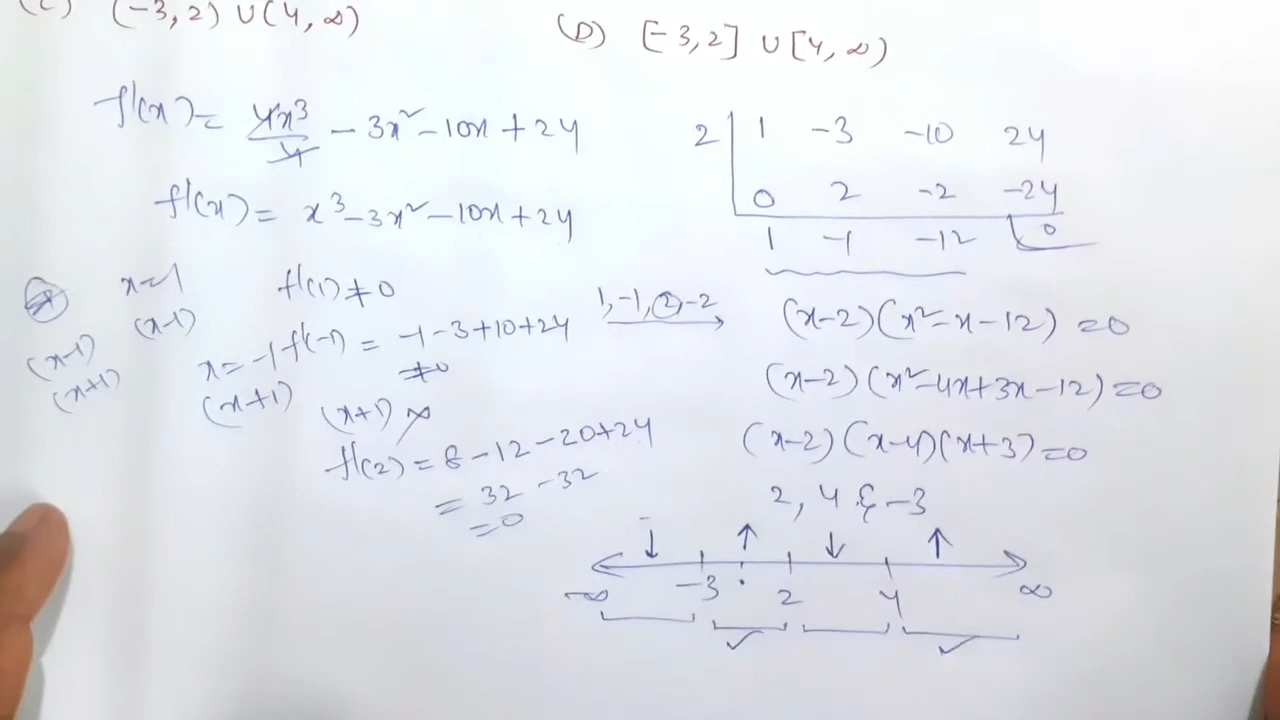 (C) (-3, 2) ∪ (4, ∞)
(D) [-3, 2] ∪ [4, ∞)
f'(x) = 4x³/4 - 3x² - 10x + 24
f'(x) = x³ - 3x² - 10x + 24
x = 1 f'(1) ≠ 0
(x-1)
(x-1)
(x+1)
x = -1 f'(-1) = -1 - 3 + 10 + 24
≠ 0
(x+1)
(x+1) ×
f'(2) = 8 - 12 - 20 + 24
= 32 - 32
= 0
2 | 1 -3 -10 24
0 2 -2 -24
1 -1 -12 0
1, -1, 2, -2
(x-2)(x² - x - 12) = 0
(x-2)(x² - 4x + 3x - 12) = 0
(x-2)(x-4)(x+3) = 0
2, 4 & -3
- ↓ ↑ ↓ ↑
-∞ -3 2 4 ∞
✓ ✓